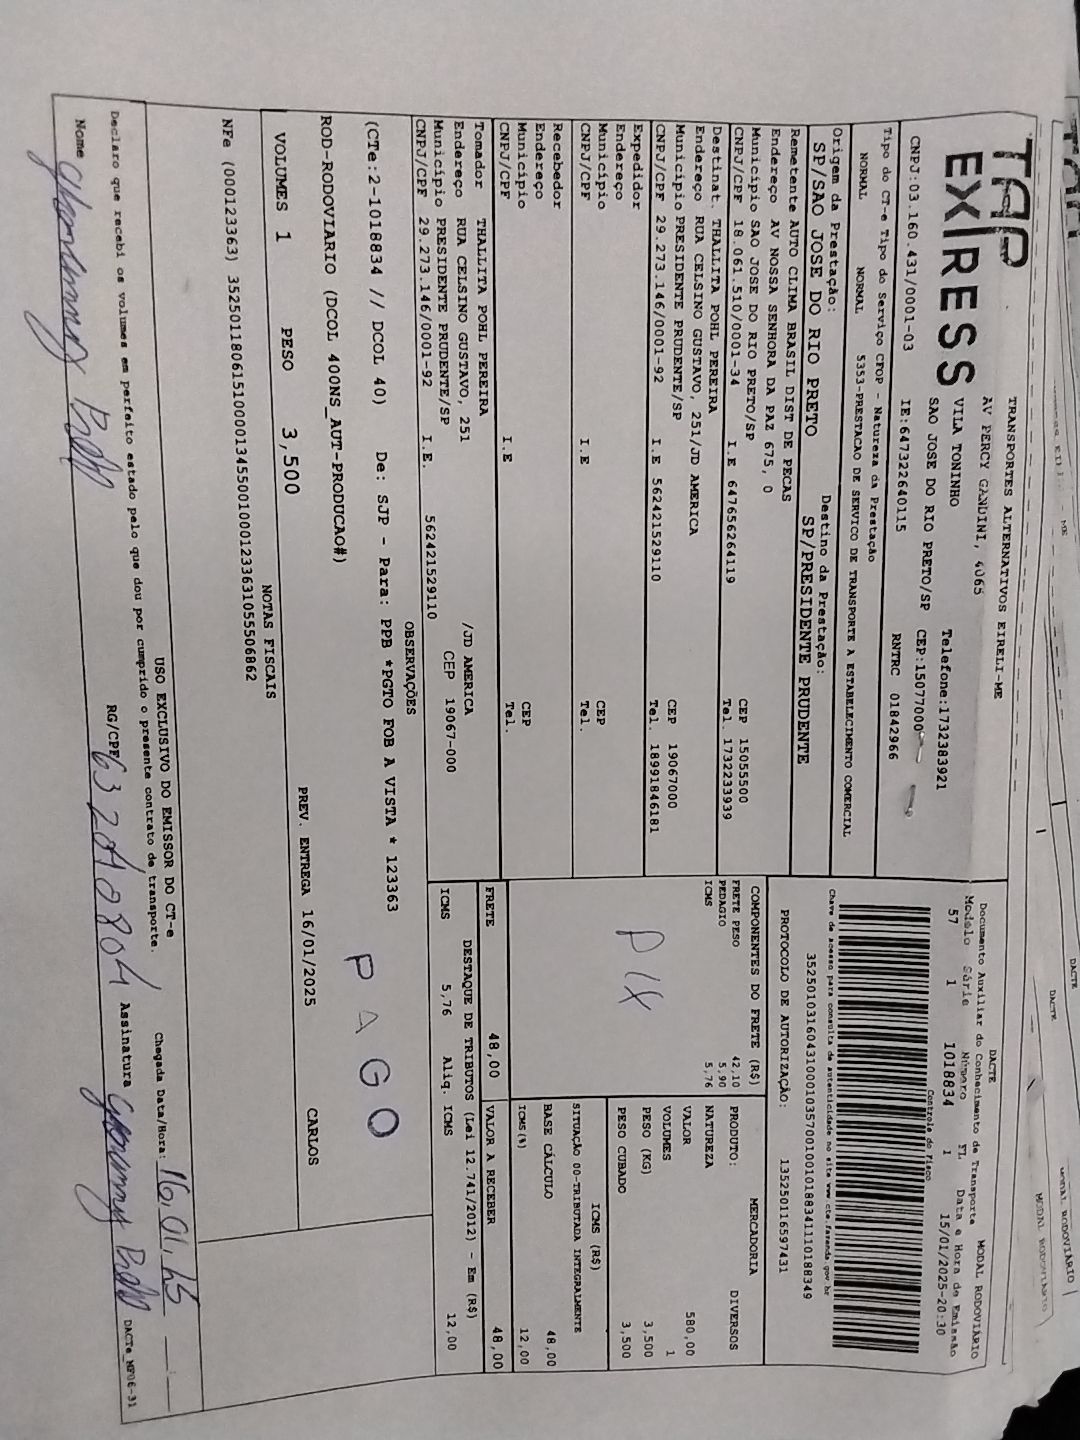 TAP
EX/RESS
TRANSPORTES ALTERNATIVOS EIRELI-ME
AV PERCY GANDINI, 4065
VILA TONINHO
SAO JOSE DO RIO PRETO/SP
Telefone:1732383921
CEP:15077000
CNPJ:03.160.431/0001-03
IE:647322640115
RNTRC 01842966
Tipo do CT-e Tipo do Serviço CFOP - Natureza da Prestação
NORMAL NORMAL 5353-PRESTACAO DE SERVICO DE TRANSPORTE A ESTABELECIMENTO COMERCIAL
Origem da Prestação: Destino da Prestação:
SP/SAO JOSE DO RIO PRETO SP/PRESIDENTE PRUDENTE
Remetente AUTO CLIMA BRASIL DIST DE PECAS
Endereço AV NOSSA SENHORA DA PAZ 675, 0
Município SAO JOSE DO RIO PRETO/SP CEP 15055500
CNPJ/CPF 18.061.510/0001-34 I.E 647656264119 Tel. 1732233939
Destinat. THALLITA POHL PEREIRA
Endereço RUA CELSINO GUSTAVO, 251/JD AMERICA
Município PRESIDENTE PRUDENTE/SP CEP 19067000
CNPJ/CPF 29.273.146/0001-92 I.E 562421529110 Tel. 18991846181
Expedidor
Endereço
Município CEP
CNPJ/CPF I.E Tel.
Recebedor
Endereço
Município CEP
CNPJ/CPF I.E Tel.
Tomador THALLITA POHL PEREIRA
Endereço RUA CELSINO GUSTAVO, 251 /JD AMERICA
Município PRESIDENTE PRUDENTE/SP CEP 19067-000
CNPJ/CPF 29.273.146/0001-92 I.E. 562421529110
DACTE MODAL RODOVIÁRIO
Documento Auxiliar do Conhecimento de Transporte
Modelo Série Número FL Data e Hora de Emissão
57 1 1018834 1 15/01/2025-20:30
Controle do Fisco
Chave de acesso para consulta de autenticidade no site www.cte.fazenda.gov.br
35250103160431000103570010010188341110188349
PROTOCOLO DE AUTORIZAÇÃO: 135250116597431
COMPONENTES DO FRETE (R$)
FRETE PESO 42,10
PEDAGIO 5,90
ICMS 5,76
PIX
MERCADORIA
PRODUTO: DIVERSOS
NATUREZA
VALOR 580,00
VOLUMES 1
PESO (KG) 3,500
PESO CUBADO 3,500
ICMS (R$)
SITUAÇÃO 00-TRIBUTADA INTEGRALMENTE
BASE CÁLCULO 48,00
ICMS (%) 12,00
FRETE 48,00 VALOR A RECEBER 48,00
DESTAQUE DE TRIBUTOS (Lei 12.741/2012) - Em (R$)
ICMS 5,76 Aliq. ICMS 12,00
OBSERVAÇÕES
(CTe:2-1018834 // DCOL 40) De: SJP - Para: PPB *PGTO FOB A VISTA * 123363
PAGO
ROD-RODOVIARIO (DCOL 400NS_AUT-PRODUCAO#)
PREV. ENTREGA 16/01/2025 CARLOS
VOLUMES 1 PESO 3,500
NOTAS FISCAIS
NFe (000123363) 35250118061510000134550010001233631055506862
USO EXCLUSIVO DO EMISSOR DO CT-e
Declaro que recebi os volumes em perfeito estado pelo que dou por cumprido o presente contrato de transporte.
Chegada Data/Hora: 16,01,25
Nome RG/CPF 632040804 Assinatura
DACTe_MF06-31